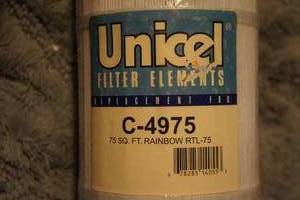 Unicel
FILTER ELEMENTS
REPLACEMENT FOR
C-4975
75 SQ. FT. RAINBOW RTL-75